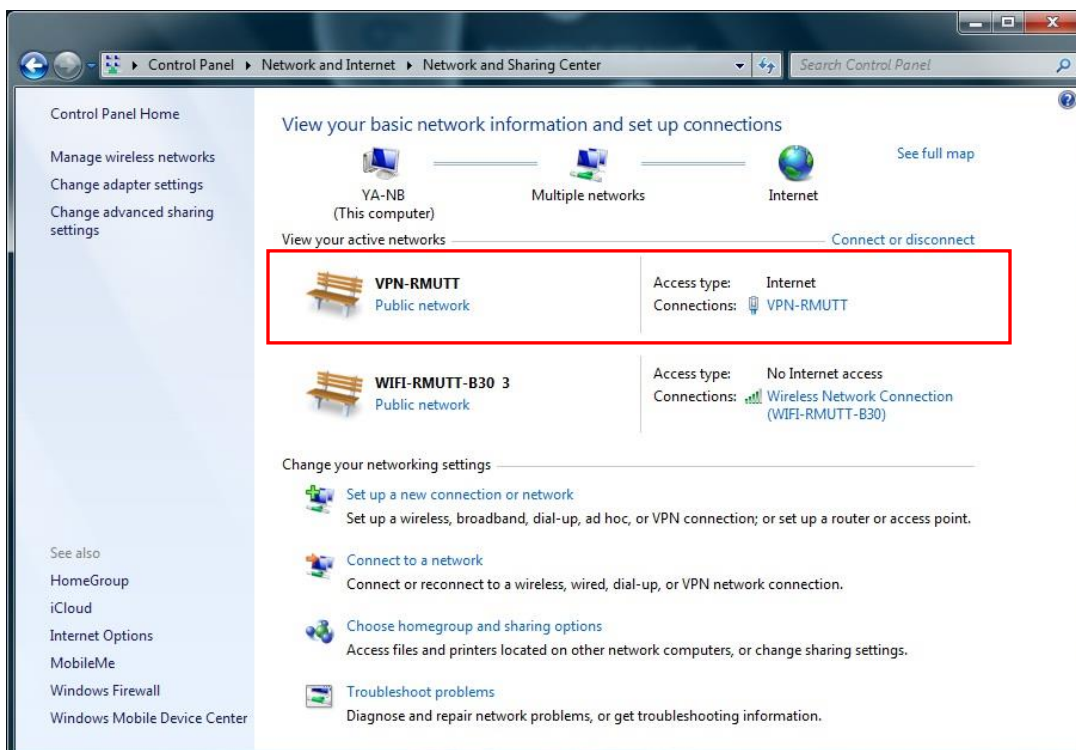 Control Panel ▸ Network and Internet ▸ Network and Sharing Center
Search Control Panel
Control Panel Home
Manage wireless networks
Change adapter settings
Change advanced sharing
settings
See also
HomeGroup
iCloud
Internet Options
MobileMe
Windows Firewall
Windows Mobile Device Center
View your basic network information and set up connections
See full map
YA-NB
(This computer)
Multiple networks
Internet
View your active networks
Connect or disconnect
VPN-RMUTT
Public network
Access type: Internet
Connections: VPN-RMUTT
WIFI-RMUTT-B30 3
Public network
Access type: No Internet access
Connections: Wireless Network Connection
(WIFI-RMUTT-B30)
Change your networking settings
Set up a new connection or network
Set up a wireless, broadband, dial-up, ad hoc, or VPN connection; or set up a router or access point.
Connect to a network
Connect or reconnect to a wireless, wired, dial-up, or VPN network connection.
Choose homegroup and sharing options
Access files and printers located on other network computers, or change sharing settings.
Troubleshoot problems
Diagnose and repair network problems, or get troubleshooting information.